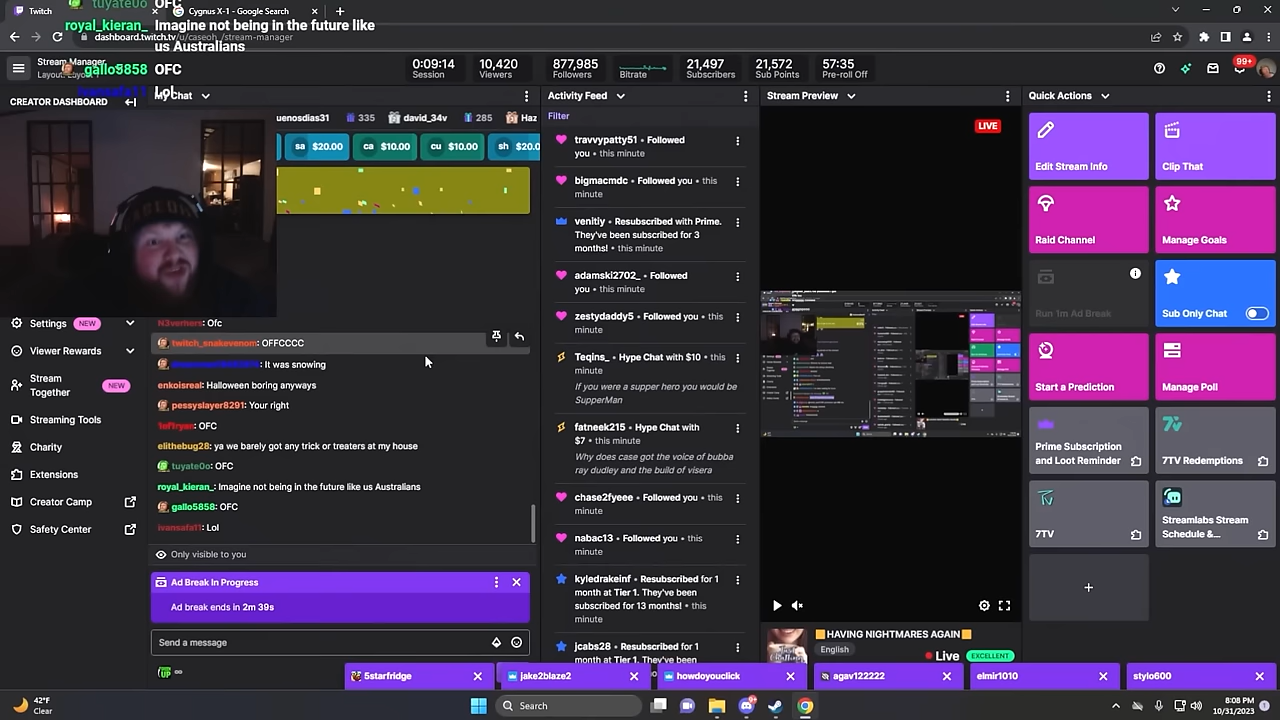 Twitch
tuyate0o OFC
Cygnus X-1 - Google Search
royal_kieran_ Imagine not being in the future like
us Australians
dashboard.twitch.tv/u/caseoh_/stream-manager
gallo5858 OFC
Lol
Stream Manager
0:09:14
Session
10,420
Viewers
877,985
Followers
Bitrate
21,497
Subscribers
21,572
Sub Points
57:35
Pre-roll Off
99+
CREATOR DASHBOARD
My Chat
Activity Feed
Stream Preview
Quick Actions
uenosdias31
335
david_34v
285
Haz
Filter
sa $20.00
ca $10.00
cu $10.00
sh $20.0
travvypatty51 • Followed
you • this minute
bigmacmdc • Followed you • this
minute
venitiy • Resubscribed with Prime.
They've been subscribed for 3
months! • this minute
adamski2702_ • Followed
you • this minute
zestydaddy5 • Followed you • this
minute
Teqins_ • Hype Chat with $10 • this
minute
If you were a supper hero you would be
SupperMan
fatneek215 • Hype Chat with
$7 • this minute
Why does case got the voice of bubba
ray dudley and the build of visera
chase2fyeee • Followed you • this
minute
nabac13 • Followed you • this
minute
kylecasteinf • Resubscribed for 1
month at Tier 1. They've been
subscribed for 13 months! • this
minute
jcabs28 • Resubscribed for 1
month at Tier 1. They've been
LIVE
Edit Stream Info
Clip That
Raid Channel
Manage Goals
Run 1m Ad Break
Sub Only Chat
Start a Prediction
Manage Poll
Prime Subscription
and Loot Reminder
7TV Redemptions
7TV
Streamlabs Stream
Schedule &...
Settings NEW
Viewer Rewards
Stream
Together NEW
Streaming Tools
Charity
Extensions
Creator Camp
Safety Center
N3verhers: Ofc
twitch_snakevenom: OFFCCCC
it was snowing
enkoisreal: Halloween boring anyways
pessyslayer8291: Your right
OFC
elithebug28: ya we barely got any trick or treaters at my house
tuyate0o: OFC
royal_kieran_: Imagine not being in the future like us Australians
gallo5858: OFC
ivansafa11: Lol
Only visible to you
Ad Break In Progress
Ad break ends in 2m 39s
Send a message
HAVING NIGHTMARES AGAIN
English
Live
EXCELLENT
5starfridge
jake2blaze2
howdoyouclick
agav122222
elmir1010
stylo600
42°F
Clear
Search
8:08 PM
10/31/2023